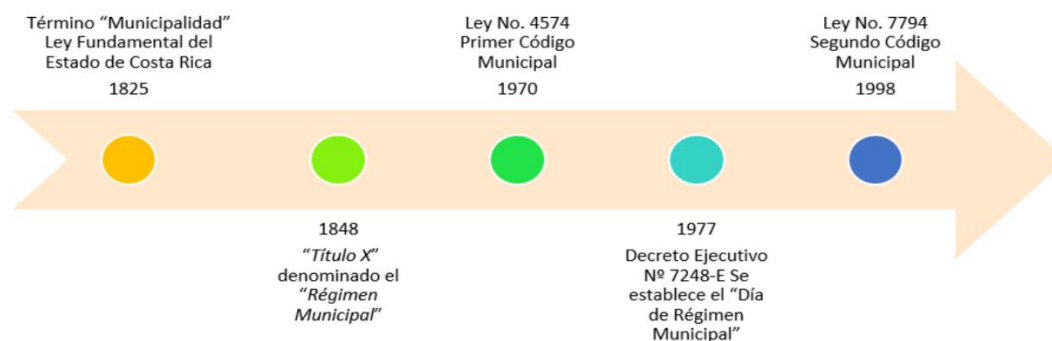 Término “Municipalidad”
Ley Fundamental del
Estado de Costa Rica
1825
1848
“Título X”
denominado el
“Régimen
Municipal”
Ley No. 4574
Primer Código
Municipal
1970
1977
Decreto Ejecutivo
Nº 7248-E Se
establece el “Día
de Régimen
Municipal”
Ley No. 7794
Segundo Código
Municipal
1998